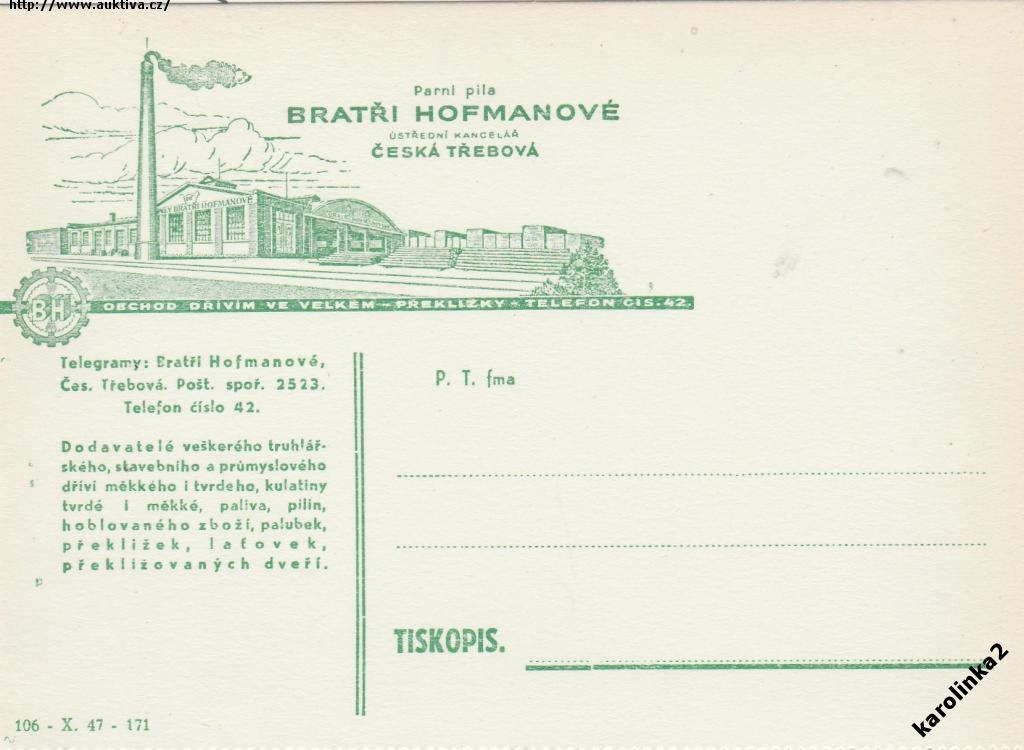 http://www.auktiva.cz/
Parní pila
BRATŘI HOFMANOVÉ
ÚSTŘEDNÍ KANCELÁŘ
ČESKÁ TŘEBOVÁ
BRATŘI HOFMANOVÉ
BH
OBCHOD DŘÍVÍM VE VELKÉM – PŘEKLIŽKY – TELEFON ČÍS. 42.
Telegramy: Bratři Hofmanové,
Čes. Třebová. Pošt. spoř. 2523.
Telefon číslo 42.
Dodavatelé veškerého truhlář-
ského, stavebního a průmyslového
dříví měkkého i tvrdeho, kulatiny
tvrdé i měkké, paliva, pilin,
hoblovaného zboží, palubek,
překližek, laťovek,
překližovaných dveří.
P. T. fma
TISKOPIS.
106 - X. 47 - 171
karolinka2